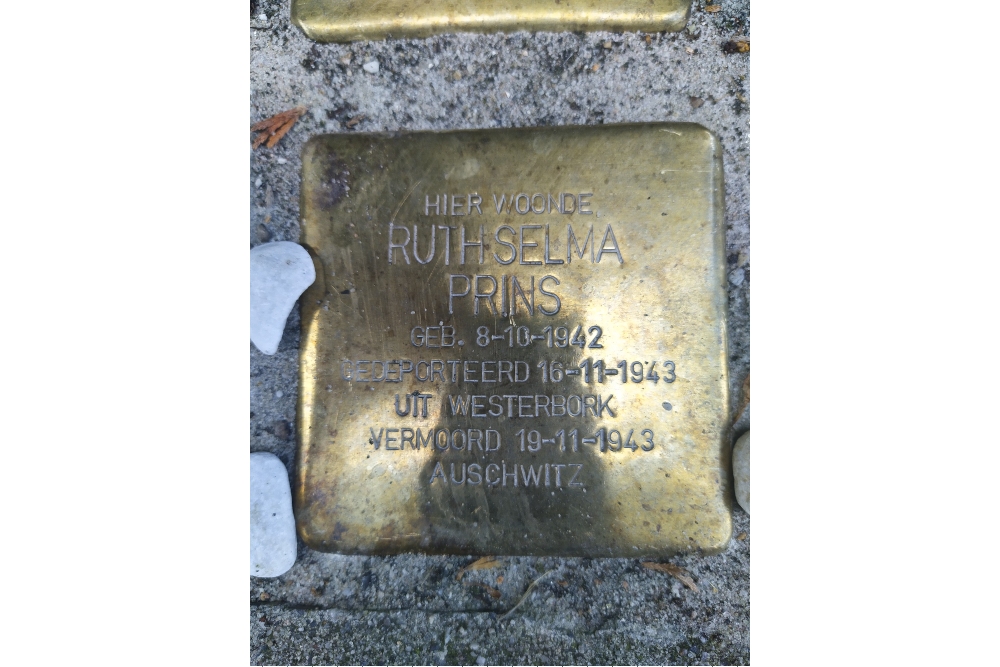 HIER WOONDE
RUTH SELMA
PRINS
GEB. 8-10-1942
GEDEPORTEERD 16-11-1943
UIT WESTERBORK
VERMOORD 19-11-1943
AUSCHWITZ